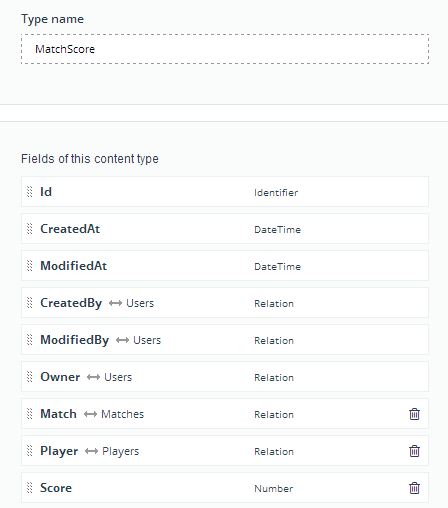 Type name
MatchScore
Fields of this content type
Id Identifier
CreatedAt DateTime
ModifiedAt DateTime
CreatedBy Users Relation
ModifiedBy Users Relation
Owner Users Relation
Match Matches Relation
Player Players Relation
Score Number